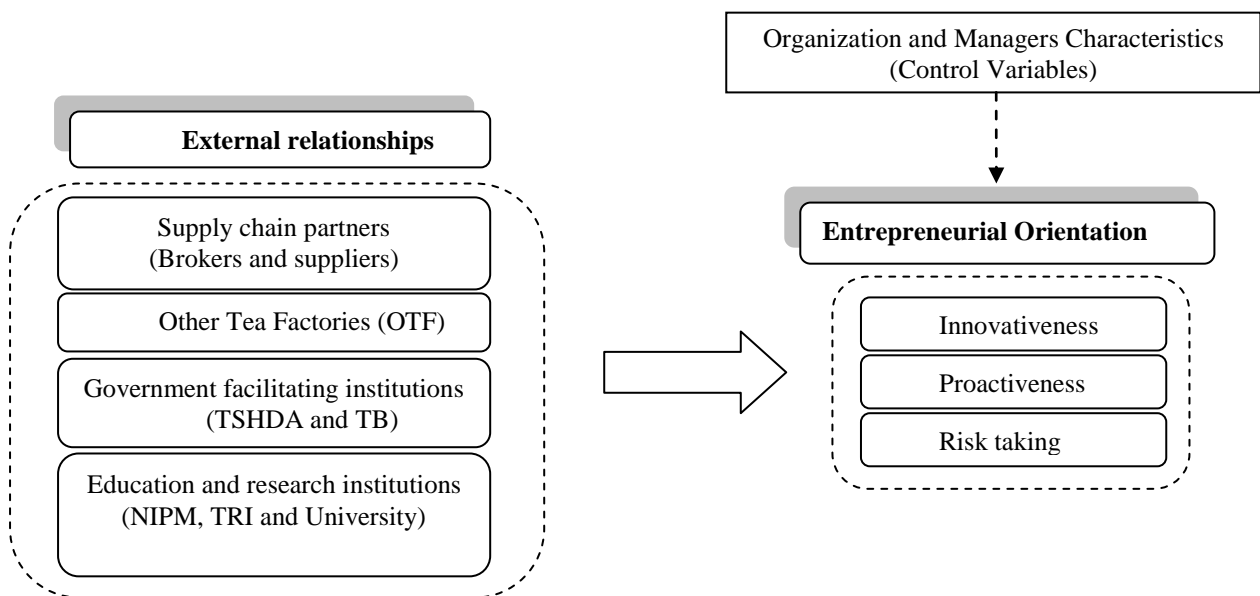 Organization and Managers Characteristics
(Control Variables)
External relationships
Supply chain partners
(Brokers and suppliers)
Other Tea Factories (OTF)
Government facilitating institutions
(TSHDA and TB)
Education and research institutions
(NIPM, TRI and University)
Entrepreneurial Orientation
Innovativeness
Proactiveness
Risk taking